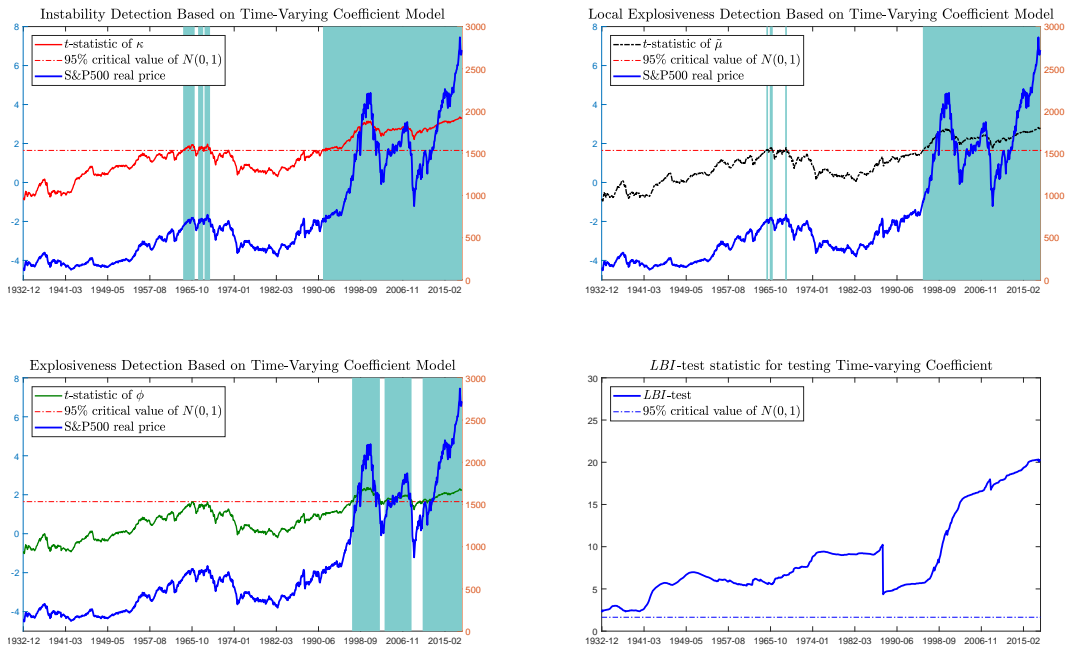 Instability Detection Based on Time-Varying Coefficient Model
8
6
4
2
0
-2
-4
3000
2500
2000
1500
1000
500
0
t-statistic of κ
95% critical value of N(0, 1)
S&P500 real price
1932-12 1941-03 1949-05 1957-08 1965-10 1974-01 1982-03 1990-06 1998-09 2006-11 2015-02
Local Explosiveness Detection Based on Time-Varying Coefficient Model
8
6
4
2
0
-2
-4
3000
2500
2000
1500
1000
500
0
t-statistic of μ̃
95% critical value of N(0, 1)
S&P500 real price
1932-12 1941-03 1949-05 1957-08 1965-10 1974-01 1982-03 1990-06 1998-09 2006-11 2015-02
Explosiveness Detection Based on Time-Varying Coefficient Model
8
6
4
2
0
-2
-4
3000
2500
2000
1500
1000
500
0
t-statistic of ϕ
95% critical value of N(0, 1)
S&P500 real price
1932-12 1941-03 1949-05 1957-08 1965-10 1974-01 1982-03 1990-06 1998-09 2006-11 2015-02
LBI-test statistic for testing Time-varying Coefficient
30
25
20
15
10
5
0
LBI-test
95% critical value of N(0, 1)
1932-12 1941-03 1949-05 1957-08 1965-10 1974-01 1982-03 1990-06 1998-09 2006-11 2015-02